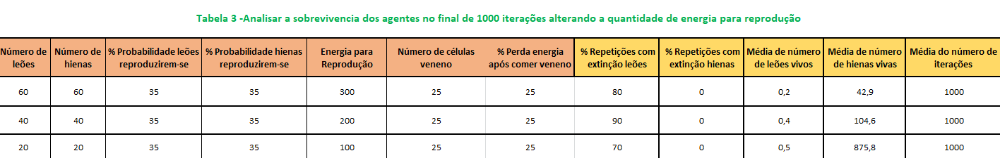 Tabela 3 -Analisar a sobrevivencia dos agentes no final de 1000 iterações alterando a quantidade de energia para reprodução
Número de leões | Número de hienas | % Probabilidade leões reproduzirem-se | % Probabilidade hienas reproduzirem-se | Energia para Reprodução | Número de células veneno | % Perda energia após comer veneno | % Repetições com extinção leões | % Repetições com extinção hienas | Média de número de leões vivos | Média de número de hienas vivas | Média do número de iterações
60 | 60 | 35 | 35 | 300 | 25 | 25 | 80 | 0 | 0,2 | 42,9 | 1000
40 | 40 | 35 | 35 | 200 | 25 | 25 | 90 | 0 | 0,4 | 104,6 | 1000
20 | 20 | 35 | 35 | 100 | 25 | 25 | 70 | 0 | 0,5 | 875,8 | 1000